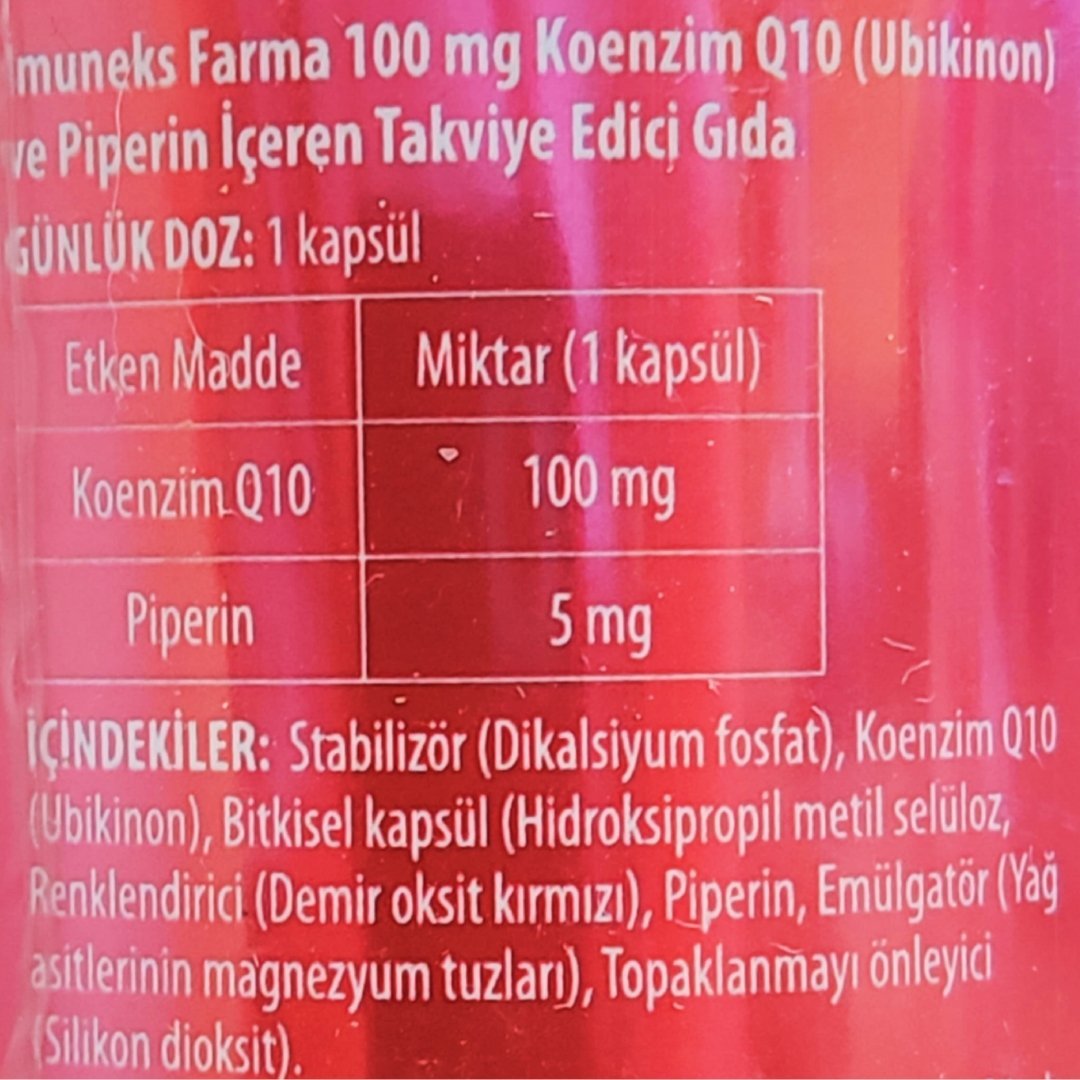 Imuneks Farma 100 mg Koenzim Q10 (Ubikinon)
ve Piperin İçeren Takviye Edici Gıda
GÜNLÜK DOZ: 1 kapsül
Etken Madde Miktar (1 kapsül)
Koenzim Q10 100 mg
Piperin 5 mg
İÇİNDEKİLER: Stabilizör (Dikalsiyum fosfat), Koenzim Q10
(Ubikinon), Bitkisel kapsül (Hidroksipropil metil selüloz,
Renklendirici (Demir oksit kırmızı), Piperin, Emülgatör (Yağ
asitlerinin magnezyum tuzları), Topaklanmayı önleyici
(Silikon dioksit).